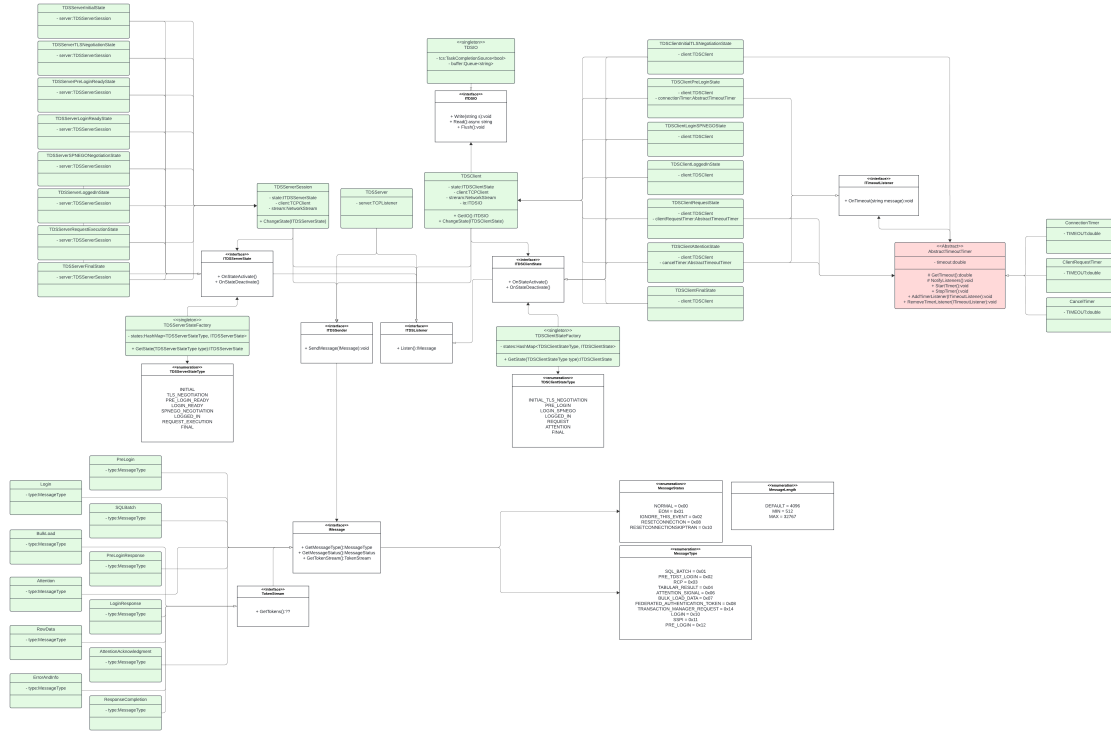 TDSServerInitialState
- server:TDSServerSession
TDSServerTLSNegotiationState
- server:TDSServerSession
TDSServerPreLoginReadyState
- server:TDSServerSession
TDSServerLoginReadyState
- server:TDSServerSession
TDSServerSPNEGONegotiationState
- server:TDSServerSession
TDSServerLoggedInState
- server:TDSServerSession
TDSServerRequestExecutionState
- server:TDSServerSession
TDSServerFinalState
- server:TDSServerSession
<<singleton>>
TDSIO
- tcs:TaskCompletionSource<bool>
- buffer:Queue<string>
<<interface>>
ITDSIO
+ Write(string s):void
+ Read():async string
+ Flush():void
TDSServerSession
- state:ITDSServerState
- client:TCPClient
- stream:NetworkStream
+ ChangeState(ITDSServerState)
TDSServer
- server:TCPListener
TDSClient
- state:ITDSClientState
- client:TCPClient
- stream:NetworkStream
- io:ITDSIO
+ GetIO():ITDSIO
+ ChangeState(ITDSClientState)
<<interface>>
ITDSServerState
+ OnStateActivate()
+ OnStateDeactivate()
<<interface>>
ITDSClientState
+ OnStateActivate()
+ OnStateDeactivate()
<<singleton>>
TDSServerStateFactory
- states:HashMap<TDSServerStateType, ITDSServerState>
+ GetState(TDSServerStateType type):ITDSServerState
<<interface>>
ITDSSender
+ SendMessage(IMessage):void
<<interface>>
ITDSListener
+ Listen():IMessage
<<singleton>>
TDSClientStateFactory
- states:HashMap<TDSClientStateType, ITDSClientState>
+ GetState(TDSClientStateType type):ITDSClientState
<<enumeration>>
TDSServerStateType
INITIAL
TLS_NEGOTIATION
PRE_LOGIN_READY
LOGIN_READY
SPNEGO_NEGOTIATION
LOGGED_IN
REQUEST_EXECUTION
FINAL
<<enumeration>>
TDSClientStateType
INITIAL_TLS_NEGOTIATION
PRE_LOGIN
LOGIN_SPNEGO
LOGGED_IN
REQUEST
ATTENTION
FINAL
TDSClientInitialTLSNegotiationState
- client:TDSClient
TDSClientPreLoginState
- client:TDSClient
- connectionTimer:AbstractTimeoutTimer
TDSClientLoginSPNEGOState
- client:TDSClient
TDSClientLoggedInState
- client:TDSClient
TDSClientRequestState
- client:TDSClient
- clientRequestTimer:AbstractTimeoutTimer
TDSClientAttentionState
- client:TDSClient
- cancelTimer:AbstractTimeoutTimer
TDSClientFinalState
- client:TDSClient
<<interface>>
ITimeoutListener
+ OnTimeout(string message):void
<<Abstract>>
AbstractTimeoutTimer
- timeout:double
# GetTimeout():double
# NotifyListeners():void
+ StartTimer():void
+ StopTimer():void
+ AddTimerListener(ITimeoutListener):void
+ RemoveTimerListener(ITimeoutListener):void
ConnectionTimer
- TIMEOUT:double
ClientRequestTimer
- TIMEOUT:double
CancelTimer
- TIMEOUT:double
PreLogin
- type:MessageType
Login
- type:MessageType
SQLBatch
- type:MessageType
BulkLoad
- type:MessageType
PreLoginResponse
- type:MessageType
Attention
- type:MessageType
LoginResponse
- type:MessageType
RowData
- type:MessageType
AttentionAcknowledgment
- type:MessageType
ErrorAndInfo
- type:MessageType
ResponseCompletion
- type:MessageType
<<interface>>
IMessage
+ GetMessageType():MessageType
+ GetMessageStatus():MessageStatus
+ GetTokenStream():TokenStream
<<interface>>
TokenStream
+ GetTokens():??
<<enumeration>>
MessageStatus
NORMAL = 0x00
EOM = 0x01
IGNORE_THIS_EVENT = 0x02
RESETCONNECTION = 0x08
RESETCONNECTIONSKIPTRAN = 0x10
<<enumeration>>
MessageLength
DEFAULT = 4096
MIN = 512
MAX = 32767
<<enumeration>>
MessageType
SQL_BATCH = 0x01
PRE_TDS7_LOGIN = 0x02
RCP = 0x03
TABULAR_RESULT = 0x04
ATTENTION_SIGNAL = 0x06
BULK_LOAD_DATA = 0x07
FEDERATED_AUTHENTICATION_TOKEN = 0x08
TRANSACTION_MANAGER_REQUEST = 0x14
LOGIN = 0x10
SSPI = 0x11
PRE_LOGIN = 0x12